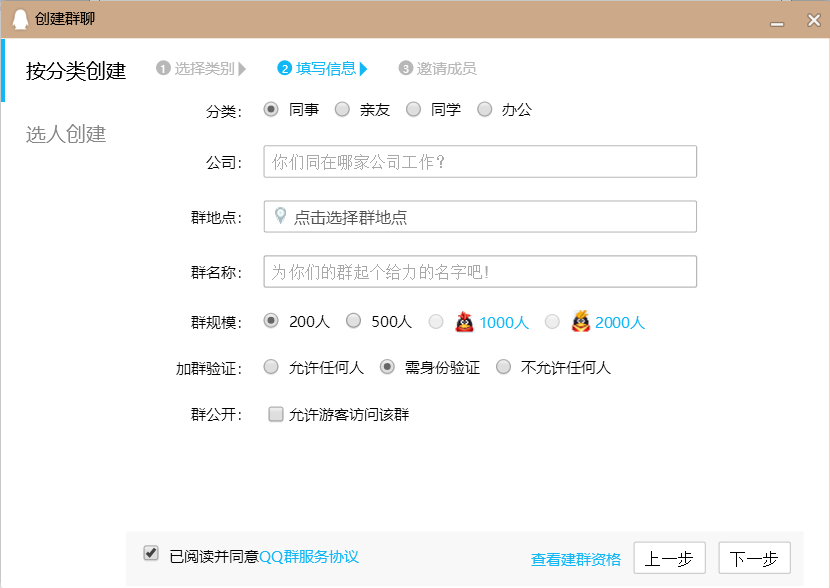 创建群聊
按分类创建 1 选择类别 2 填写信息 3 邀请成员
选人创建
分类: 同事 亲友 同学 办公
公司: 你们同在哪家公司工作?
群地点: 点击选择群地点
群名称: 为你们的群起个给力的名字吧!
群规模: 200人 500人 1000人 2000人
加群验证: 允许任何人 需身份验证 不允许任何人
群公开: 允许游客访问该群
已阅读并同意QQ群服务协议 查看建群资格 上一步 下一步